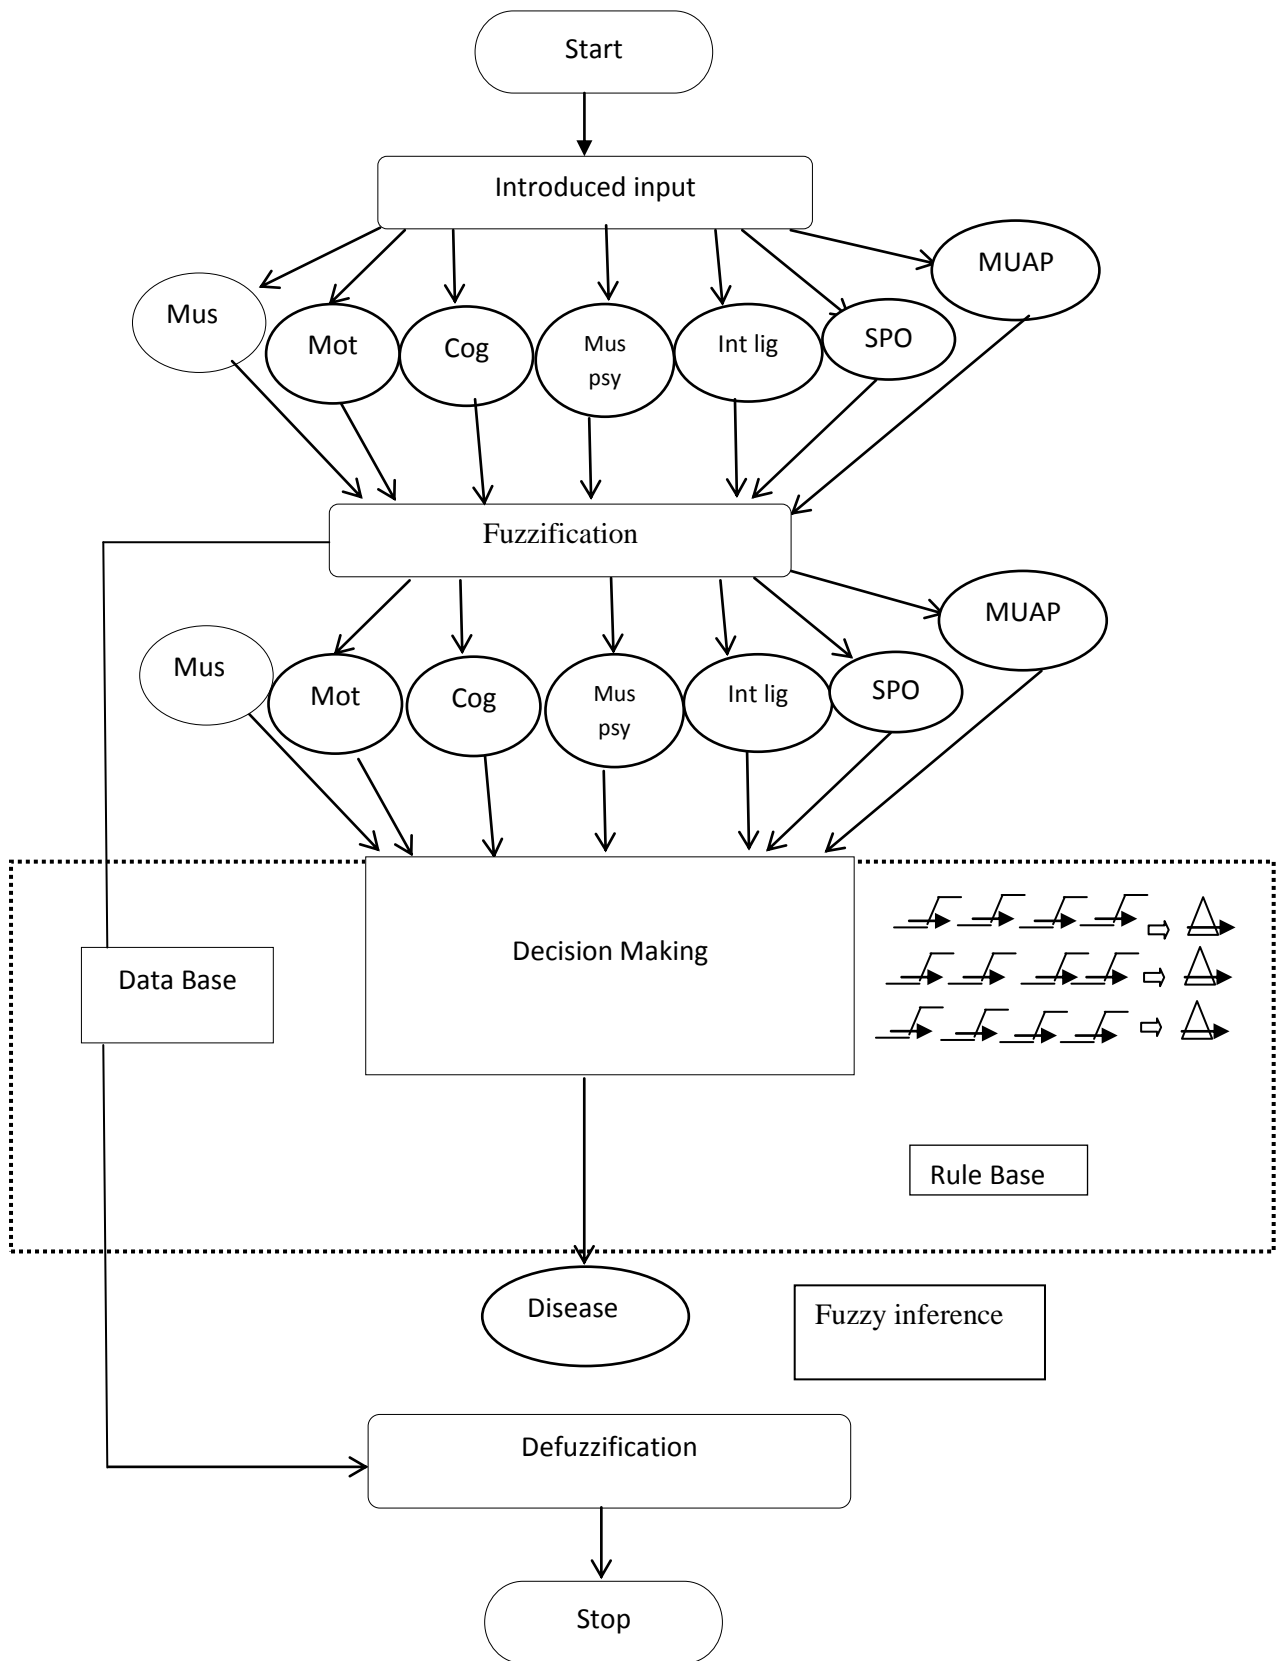 Start
Introduced input
MUAP
Mus
Mot
Cog
Mus
psy
Int lig
SPO
Fuzzification
MUAP
Mus
Mot
Cog
Mus
psy
Int lig
SPO
Data Base
Decision Making
Rule Base
Disease
Fuzzy inference
Defuzzification
Stop